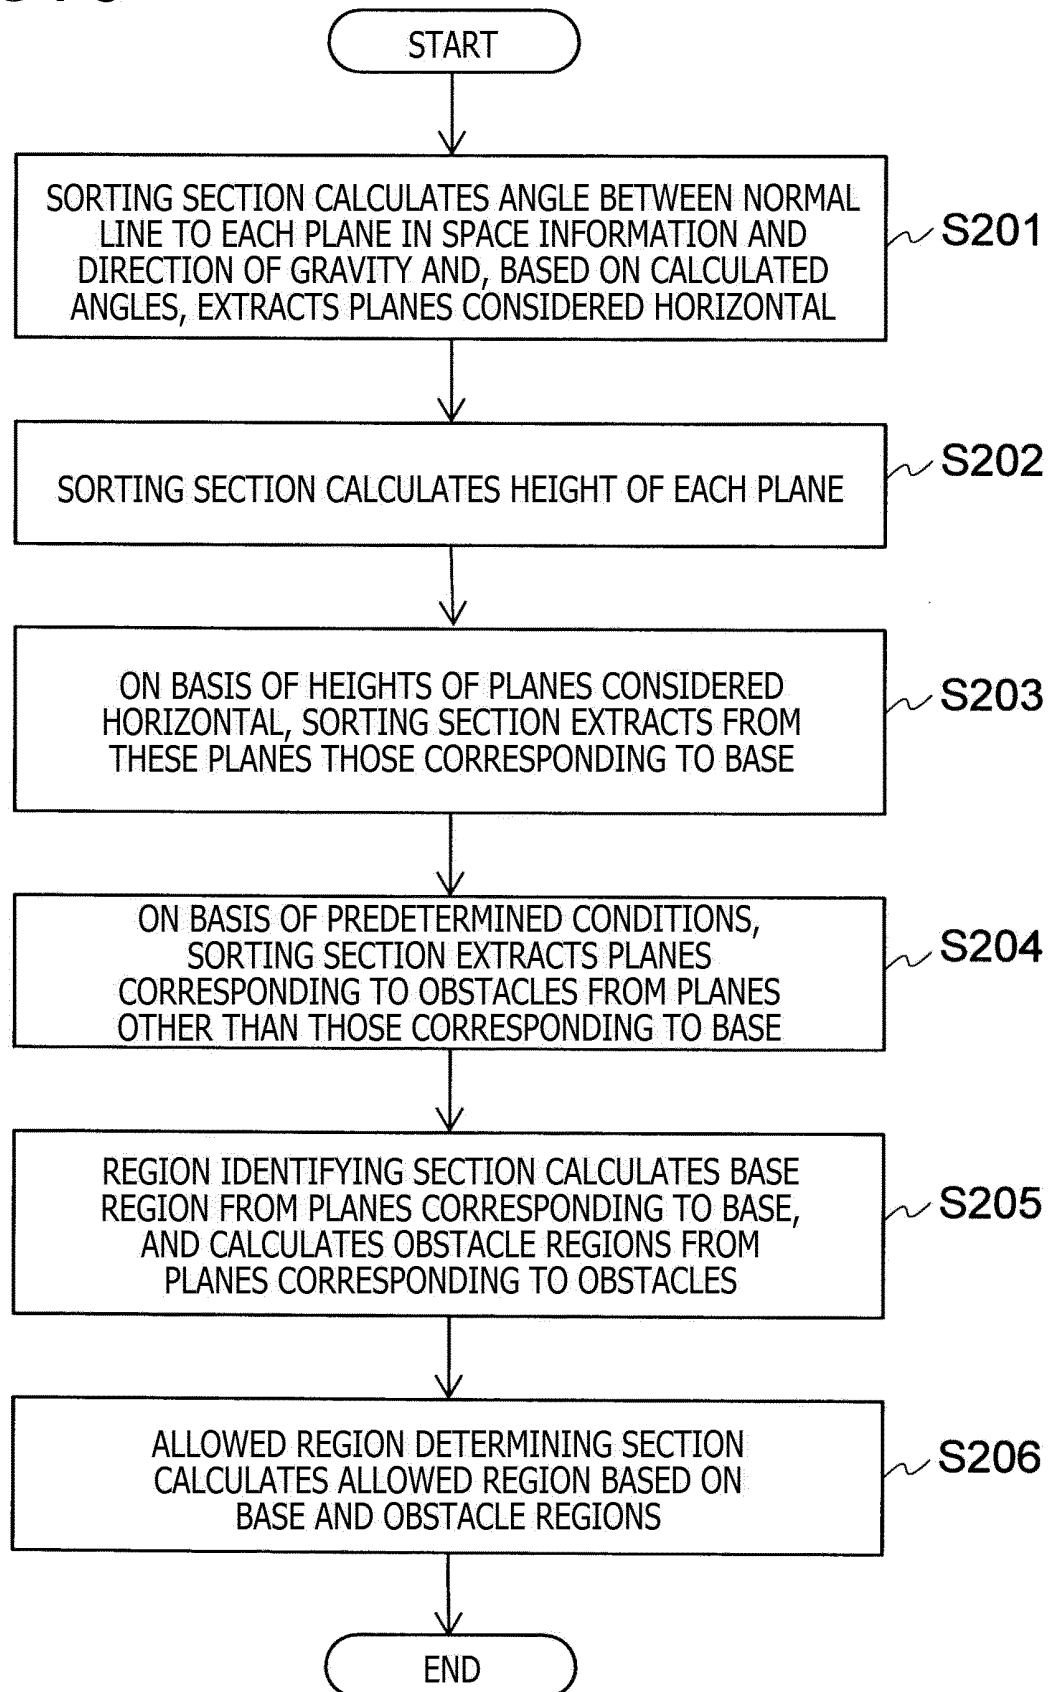 START
SORTING SECTION CALCULATES ANGLE BETWEEN NORMAL
LINE TO EACH PLANE IN SPACE INFORMATION AND
DIRECTION OF GRAVITY AND, BASED ON CALCULATED
ANGLES, EXTRACTS PLANES CONSIDERED HORIZONTAL
S201
SORTING SECTION CALCULATES HEIGHT OF EACH PLANE
S202
ON BASIS OF HEIGHTS OF PLANES CONSIDERED
HORIZONTAL, SORTING SECTION EXTRACTS FROM
THESE PLANES THOSE CORRESPONDING TO BASE
S203
ON BASIS OF PREDETERMINED CONDITIONS,
SORTING SECTION EXTRACTS PLANES
CORRESPONDING TO OBSTACLES FROM PLANES
OTHER THAN THOSE CORRESPONDING TO BASE
S204
REGION IDENTIFYING SECTION CALCULATES BASE
REGION FROM PLANES CORRESPONDING TO BASE,
AND CALCULATES OBSTACLE REGIONS FROM
PLANES CORRESPONDING TO OBSTACLES
S205
ALLOWED REGION DETERMINING SECTION
CALCULATES ALLOWED REGION BASED ON
BASE AND OBSTACLE REGIONS
S206
END